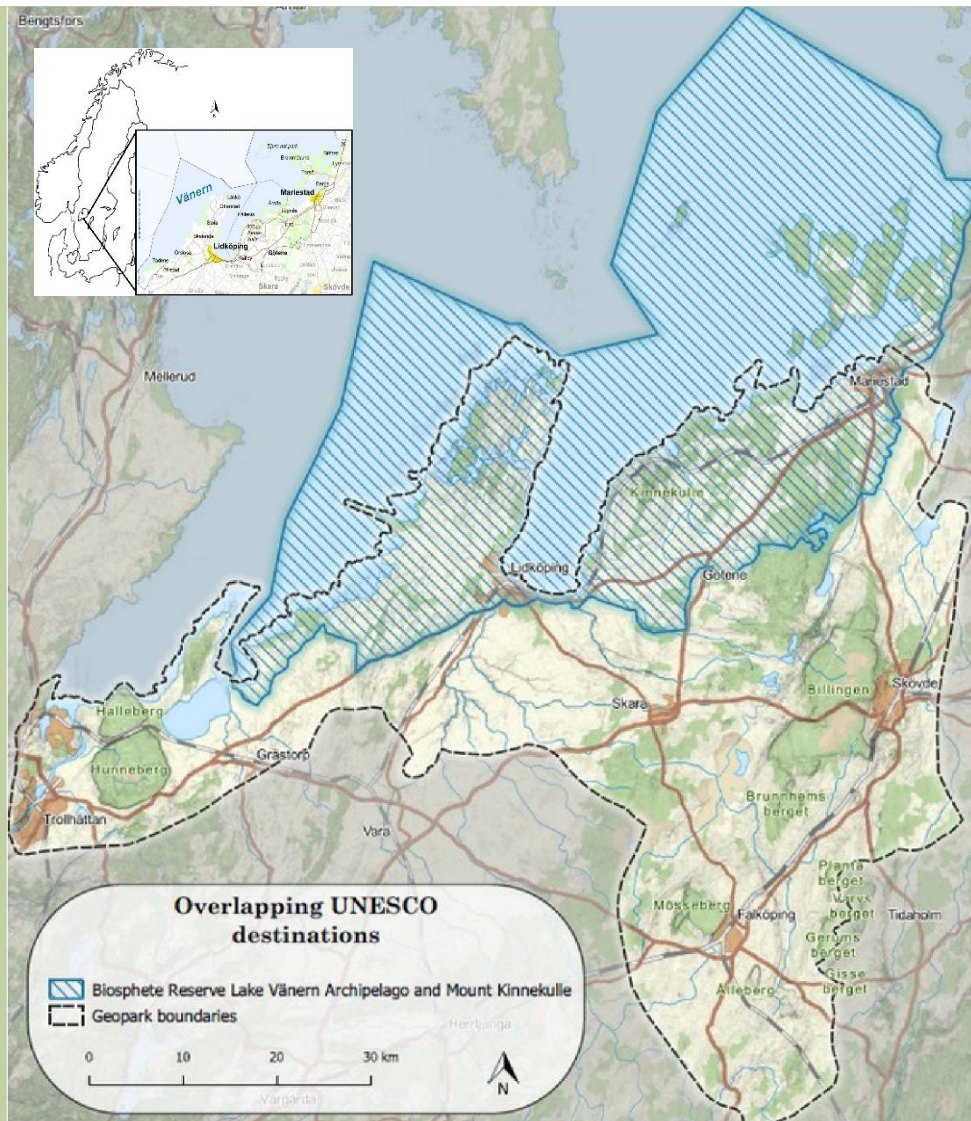 Bengtsfors
Vänern
Mariestad
Lidköping
Götene
Skara
Skövde
Mellerud
Mariestad
Kinnekulle
Lidköping
Götene
Halleberg
Hunneberg
Grästorp
Trollhättan
Vara
Skara
Billingen
Skövde
Brunnhems
berget
Planta
berget
Varvs
berget
Mösseberg
Falköping
Tidaholm
Gerums
berget
Gisse
berget
Ålleberg
Herrljunga
Vårgårda
Overlapping UNESCO
destinations
Biosphete Reserve Lake Vänern Archipelago and Mount Kinnekulle
Geopark boundaries
0 10 20 30 km
N